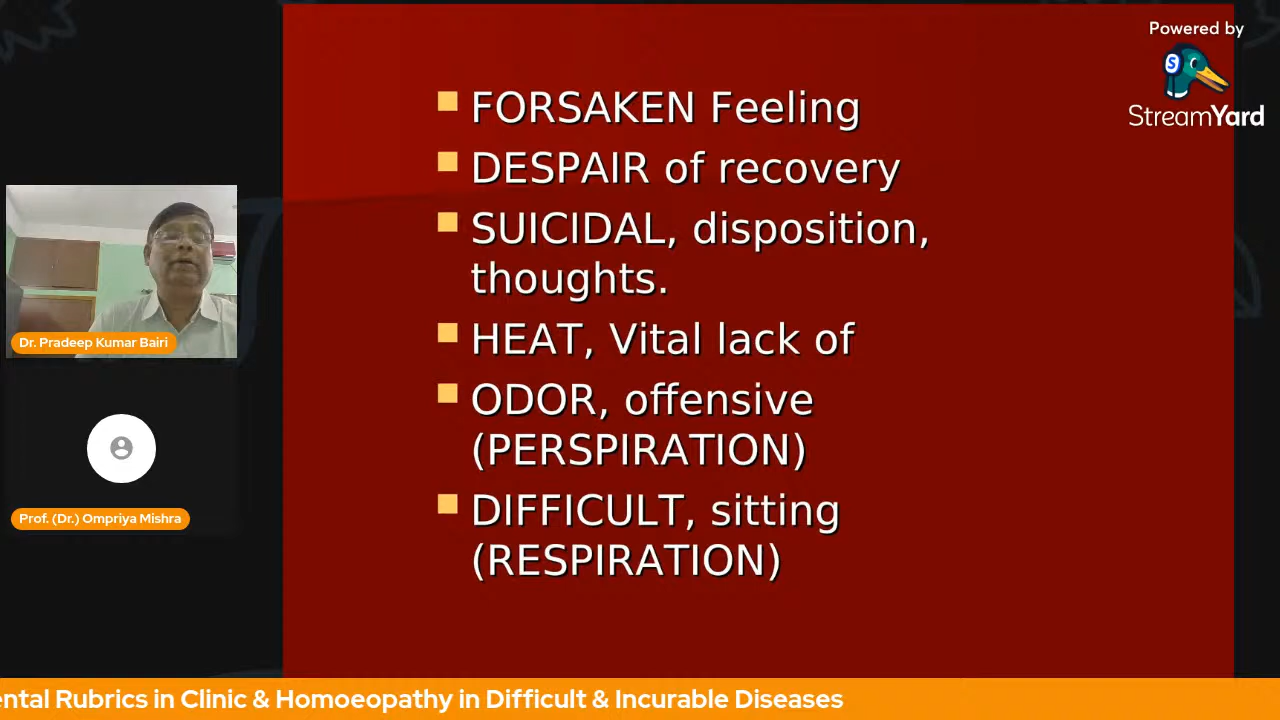 Powered by
StreamYard
FORSAKEN Feeling
DESPAIR of recovery
SUICIDAL, disposition,
thoughts.
HEAT, Vital lack of
ODOR, offensive
(PERSPIRATION)
DIFFICULT, sitting
(RESPIRATION)
Dr. Pradeep Kumar Bairi
Prof. (Dr.) Ompriya Mishra
ental Rubrics in Clinic & Homoeopathy in Difficult & Incurable Diseases